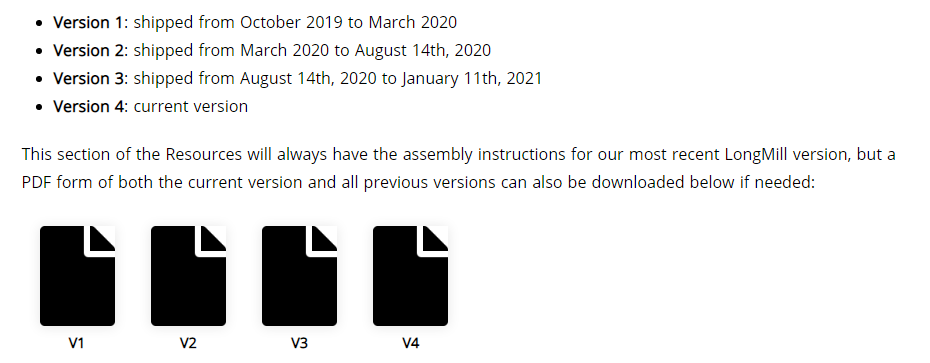 • Version 1: shipped from October 2019 to March 2020
• Version 2: shipped from March 2020 to August 14th, 2020
• Version 3: shipped from August 14th, 2020 to January 11th, 2021
• Version 4: current version
This section of the Resources will always have the assembly instructions for our most recent LongMill version, but a
PDF form of both the current version and all previous versions can also be downloaded below if needed:
V1 V2 V3 V4